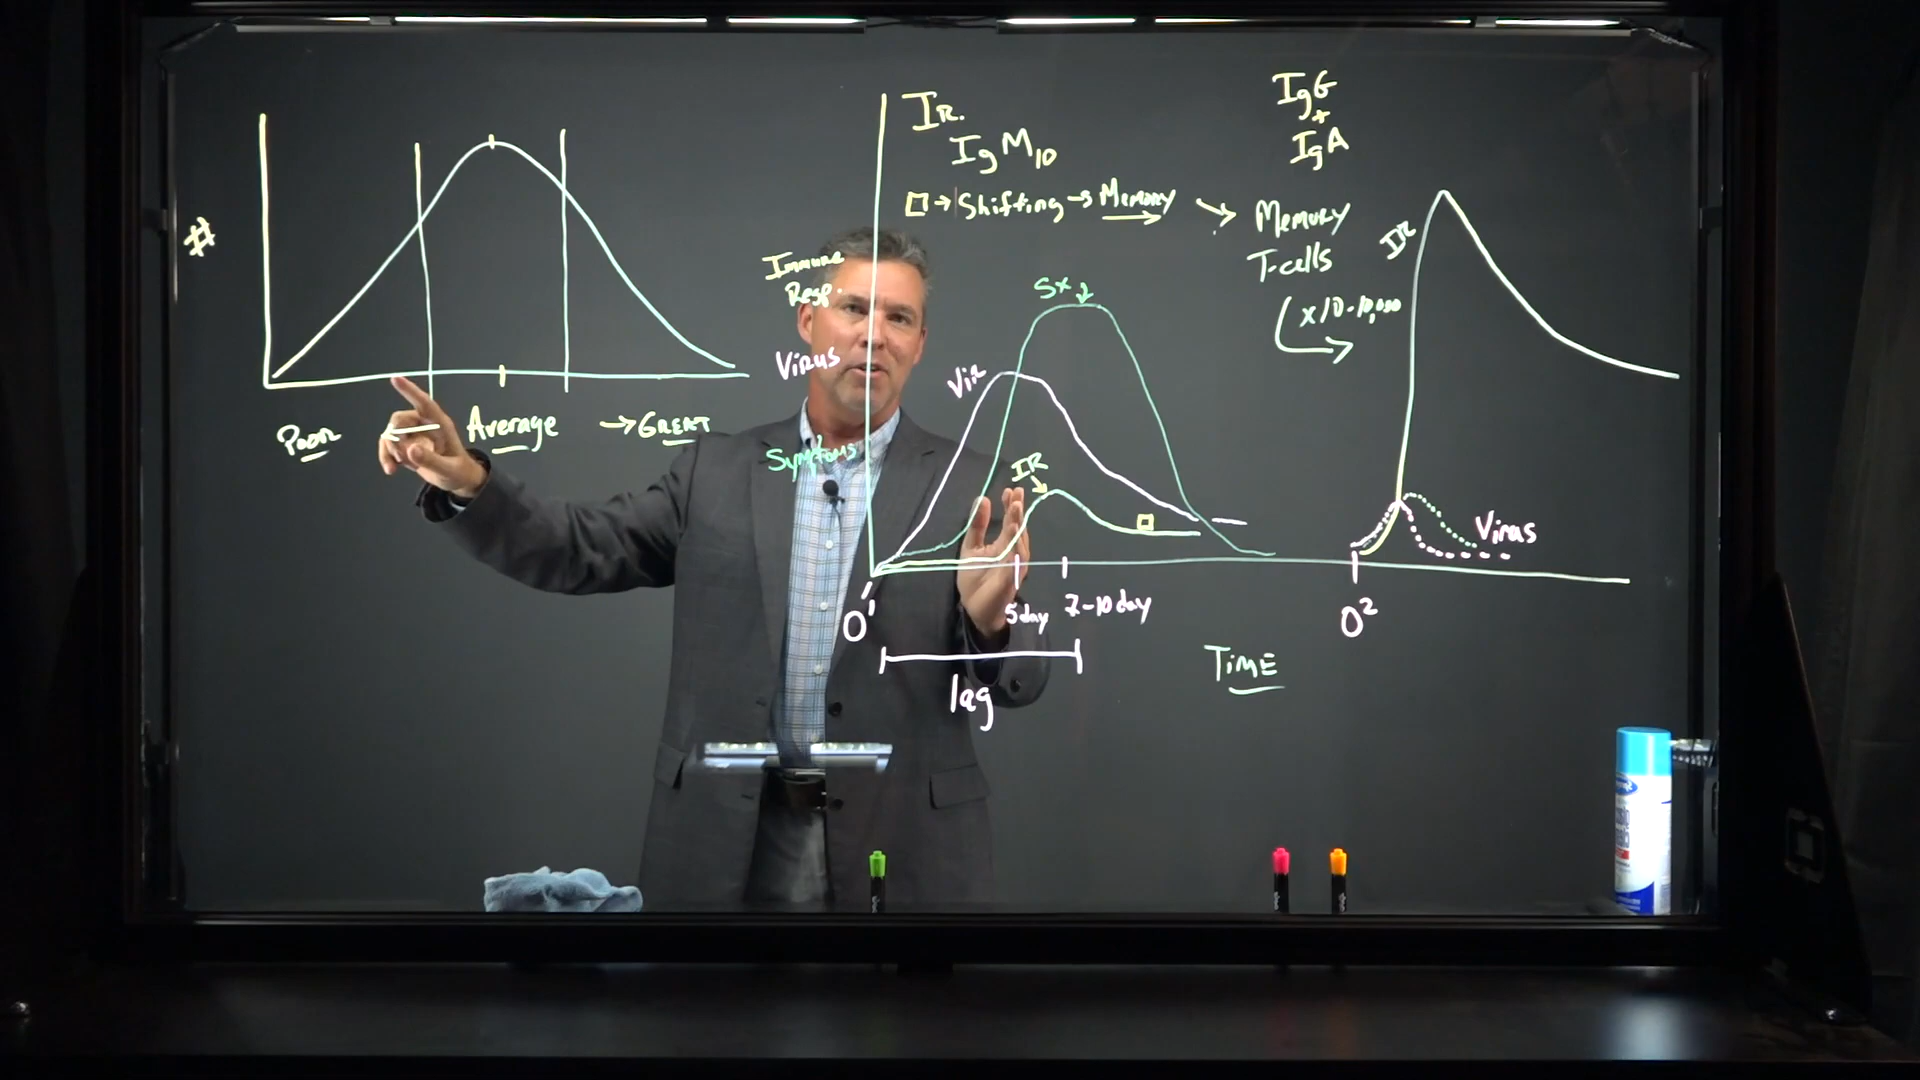 #
Poor
Average
→ GREAT
Immune
Resp.
Virus
Symptoms
IR.
IgM10
□ → Shifting → Memory →
IgG
+
IgA
Memory
T-cells
x10-10,000
IR
Sx
Vir
IR
Virus
0¹
5day
7-10day
0²
lag
TIME